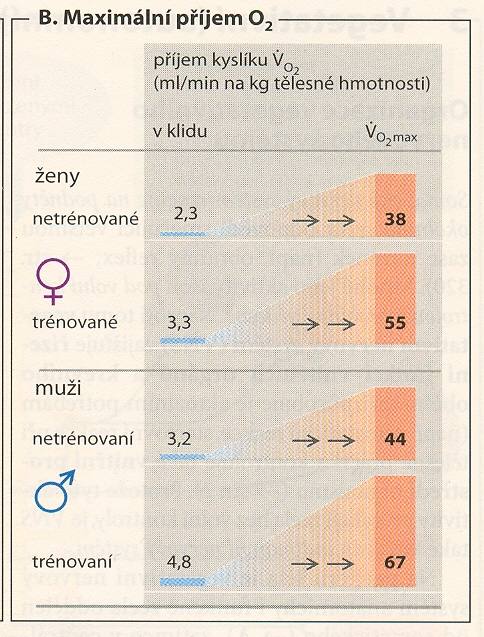 B. Maximální příjem O₂
příjem kyslíku V̇O₂
(ml/min na kg tělesné hmotnosti)
v klidu V̇O₂max
ženy
netrénované 2,3 → → 38
trénované 3,3 → → 55
muži
netrénovaní 3,2 → → 44
trénovaní 4,8 → → 67